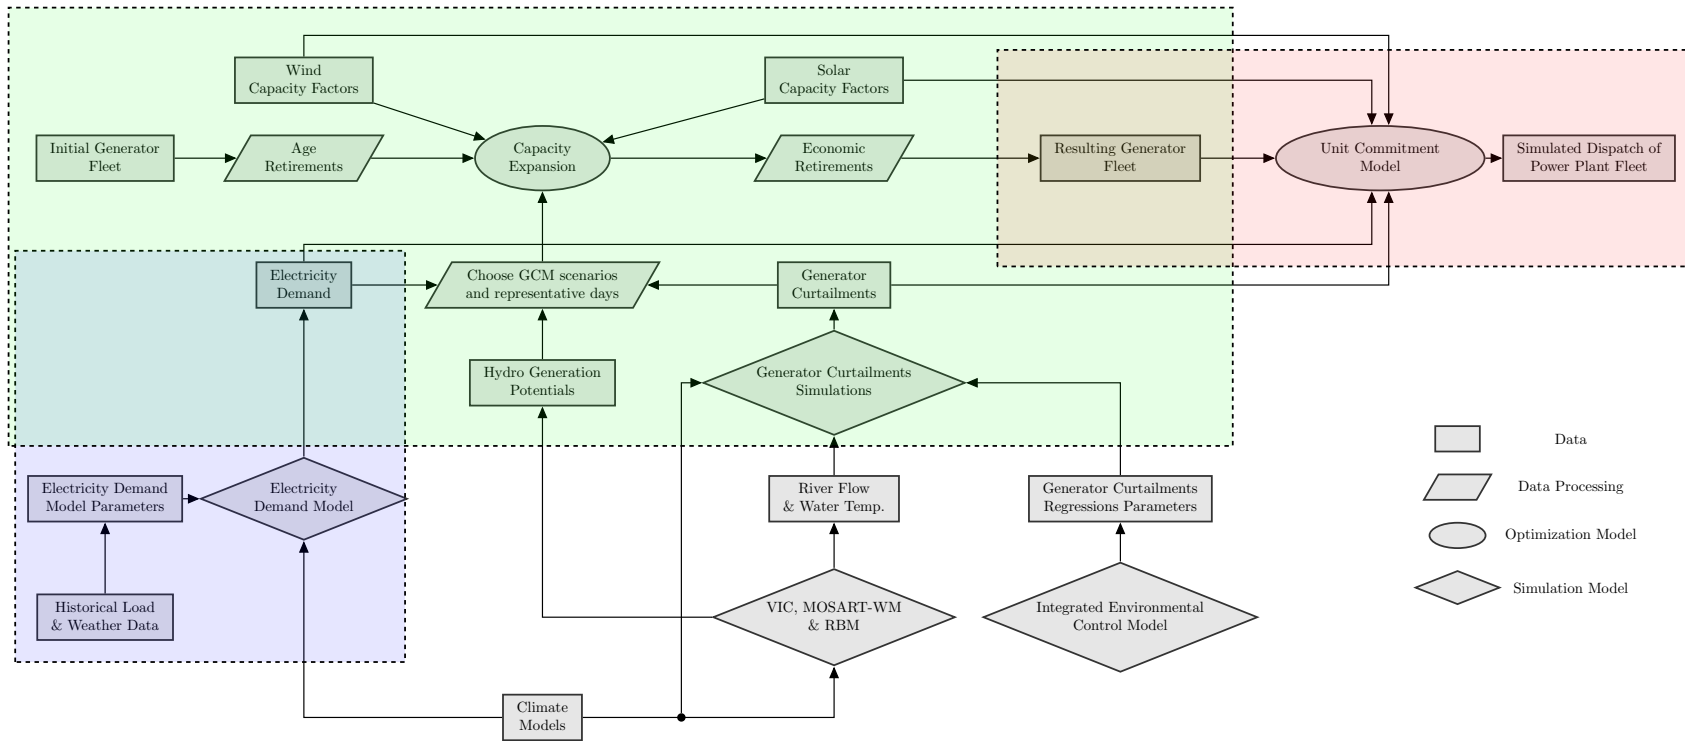 Wind
Capacity Factors
Solar
Capacity Factors
Initial Generator
Fleet
Age
Retirements
Capacity
Expansion
Economic
Retirements
Resulting Generator
Fleet
Unit Commitment
Model
Simulated Dispatch of
Power Plant Fleet
Electricity
Demand
Choose GCM scenarios
and representative days
Generator
Curtailments
Hydro Generation
Potentials
Generator Curtailments
Simulations
Electricity Demand
Model Parameters
Electricity
Demand Model
River Flow
& Water Temp.
Generator Curtailments
Regressions Parameters
Historical Load
& Weather Data
VIC, MOSART-WM
& RBM
Integrated Environmental
Control Model
Climate
Models
Data
Data Processing
Optimization Model
Simulation Model